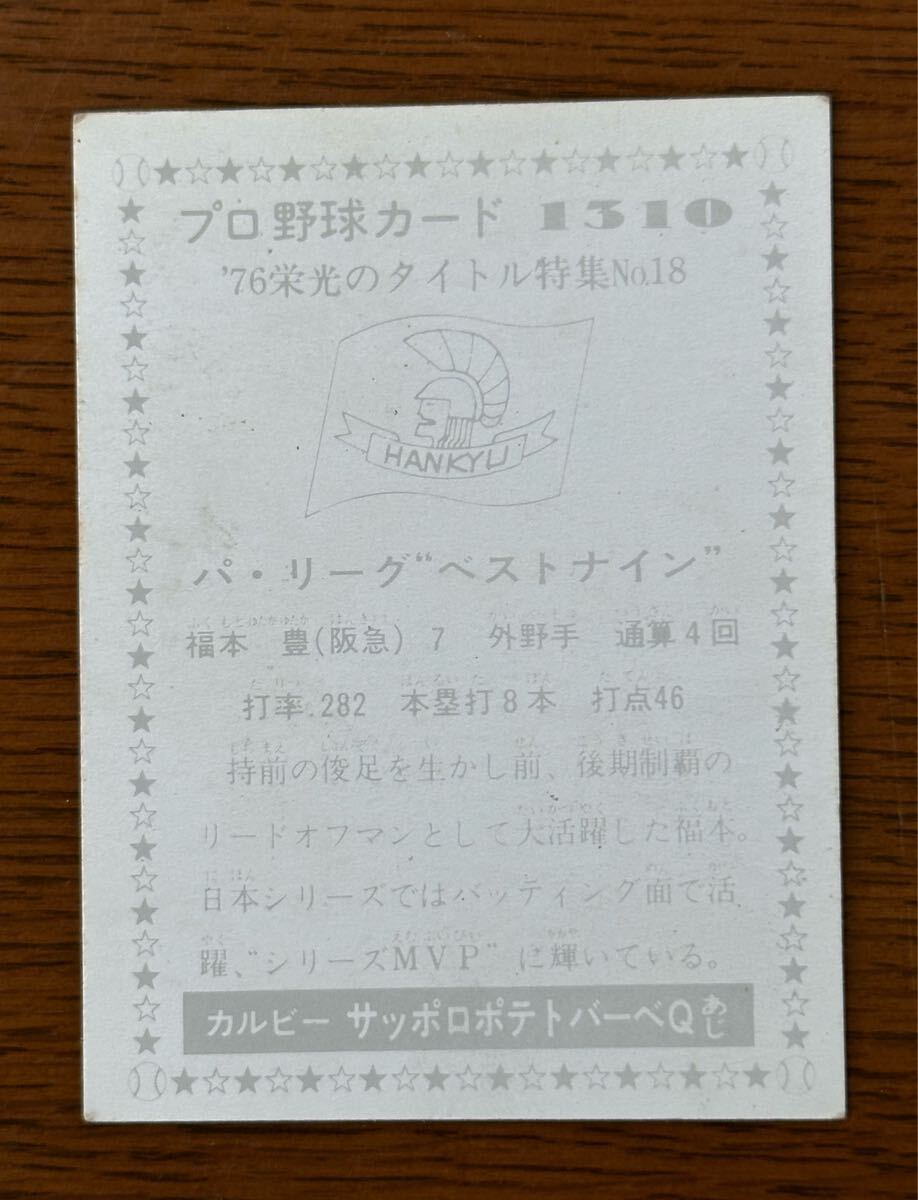 プロ野球カード 1310
'76栄光のタイトル特集No.18
HANKYU
パ・リーグ“ベストナイン”
福本 豊(阪急) 7 外野手 通算4回
打率.282 本塁打8本 打点46
持前の俊足を生かし前、後期制覇の
リードオフマンとして大活躍した福本。
日本シリーズではバッティング面で活
躍、“シリーズMVP”に輝いている。
カルビー サッポロポテトバーベQあじ